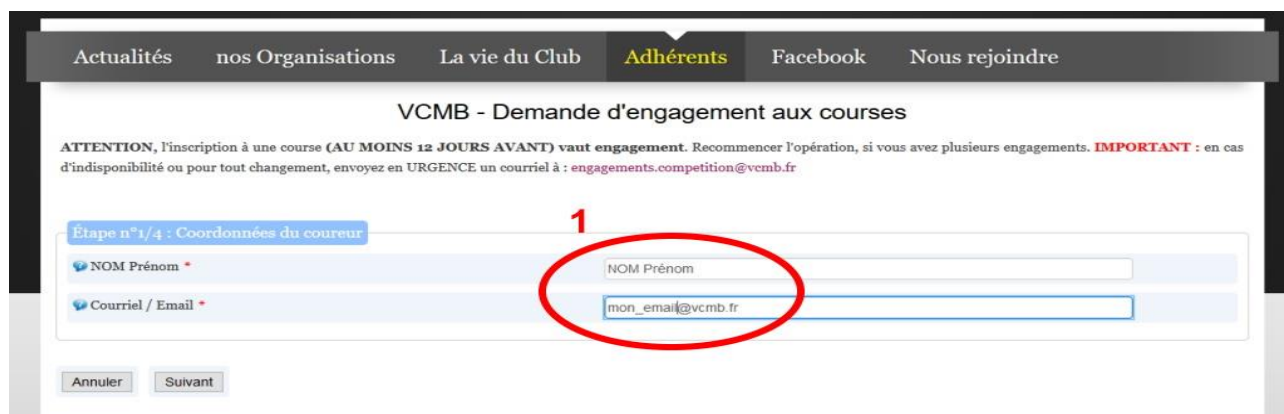 Actualités nos Organisations La vie du Club Adhérents Facebook Nous rejoindre
VCMB - Demande d'engagement aux courses
ATTENTION, l'inscription à une course (AU MOINS 12 JOURS AVANT) vaut engagement. Recommencer l'opération, si vous avez plusieurs engagements. IMPORTANT : en cas
d'indisponibilité ou pour tout changement, envoyez en URGENCE un courriel à : engagements.competition@vcmb.fr
1
Étape n°1/4 : Coordonnées du coureur
NOM Prénom * NOM Prénom
Courriel / Email * mon_email@vcmb.fr
Annuler Suivant